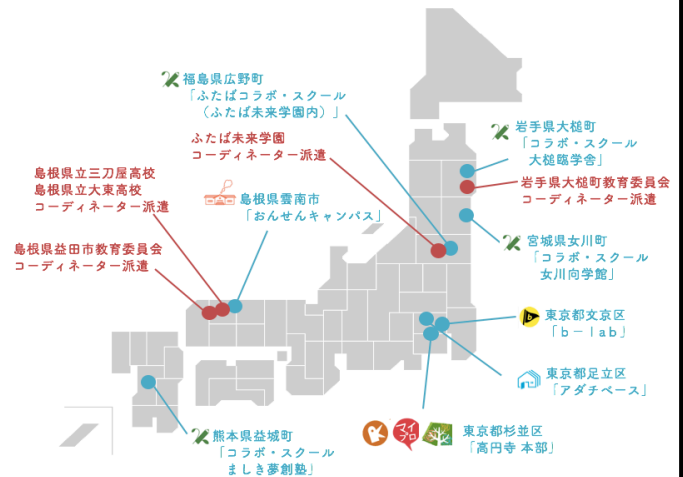 福島県広野町
「ふたばコラボ・スクール
（ふたば未来学園内）」
ふたば未来学園
コーディネーター派遣
岩手県大槌町
「コラボ・スクール
大槌臨学舎」
岩手県大槌町教育委員会
コーディネーター派遣
島根県立三刀屋高校
島根県立大東高校
コーディネーター派遣
島根県雲南市
「おんせんキャンパス」
島根県益田市教育委員会
コーディネーター派遣
宮城県女川町
「コラボ・スクール
女川向学館」
東京都文京区
「ｂ－ｌａｂ」
東京都足立区
「アダチベース」
マイ
プロ
東京都杉並区
「高円寺 本部」
熊本県益城町
「コラボ・スクール
ましき夢創塾」